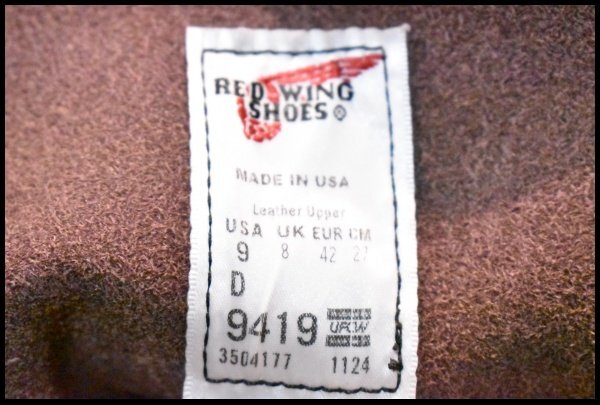 RED WING
SHOES ®
MADE IN USA
Leather Upper
USA UK EUR CM
9 8 42 27
D
9419 UFCW
3504177 1124